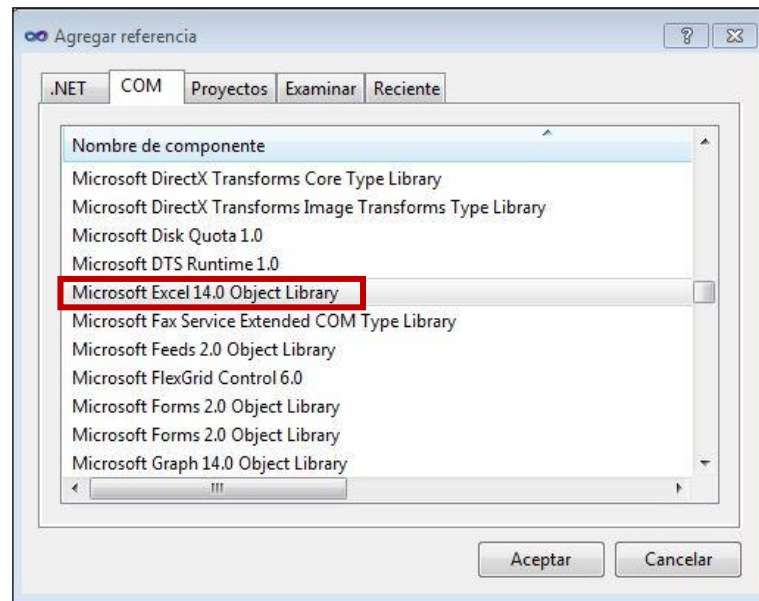 Agregar referencia
.NET COM Proyectos Examinar Reciente
Nombre de componente
Microsoft DirectX Transforms Core Type Library
Microsoft DirectX Transforms Image Transforms Type Library
Microsoft Disk Quota 1.0
Microsoft DTS Runtime 1.0
Microsoft Excel 14.0 Object Library
Microsoft Fax Service Extended COM Type Library
Microsoft Feeds 2.0 Object Library
Microsoft FlexGrid Control 6.0
Microsoft Forms 2.0 Object Library
Microsoft Forms 2.0 Object Library
Microsoft Graph 14.0 Object Library
Aceptar Cancelar